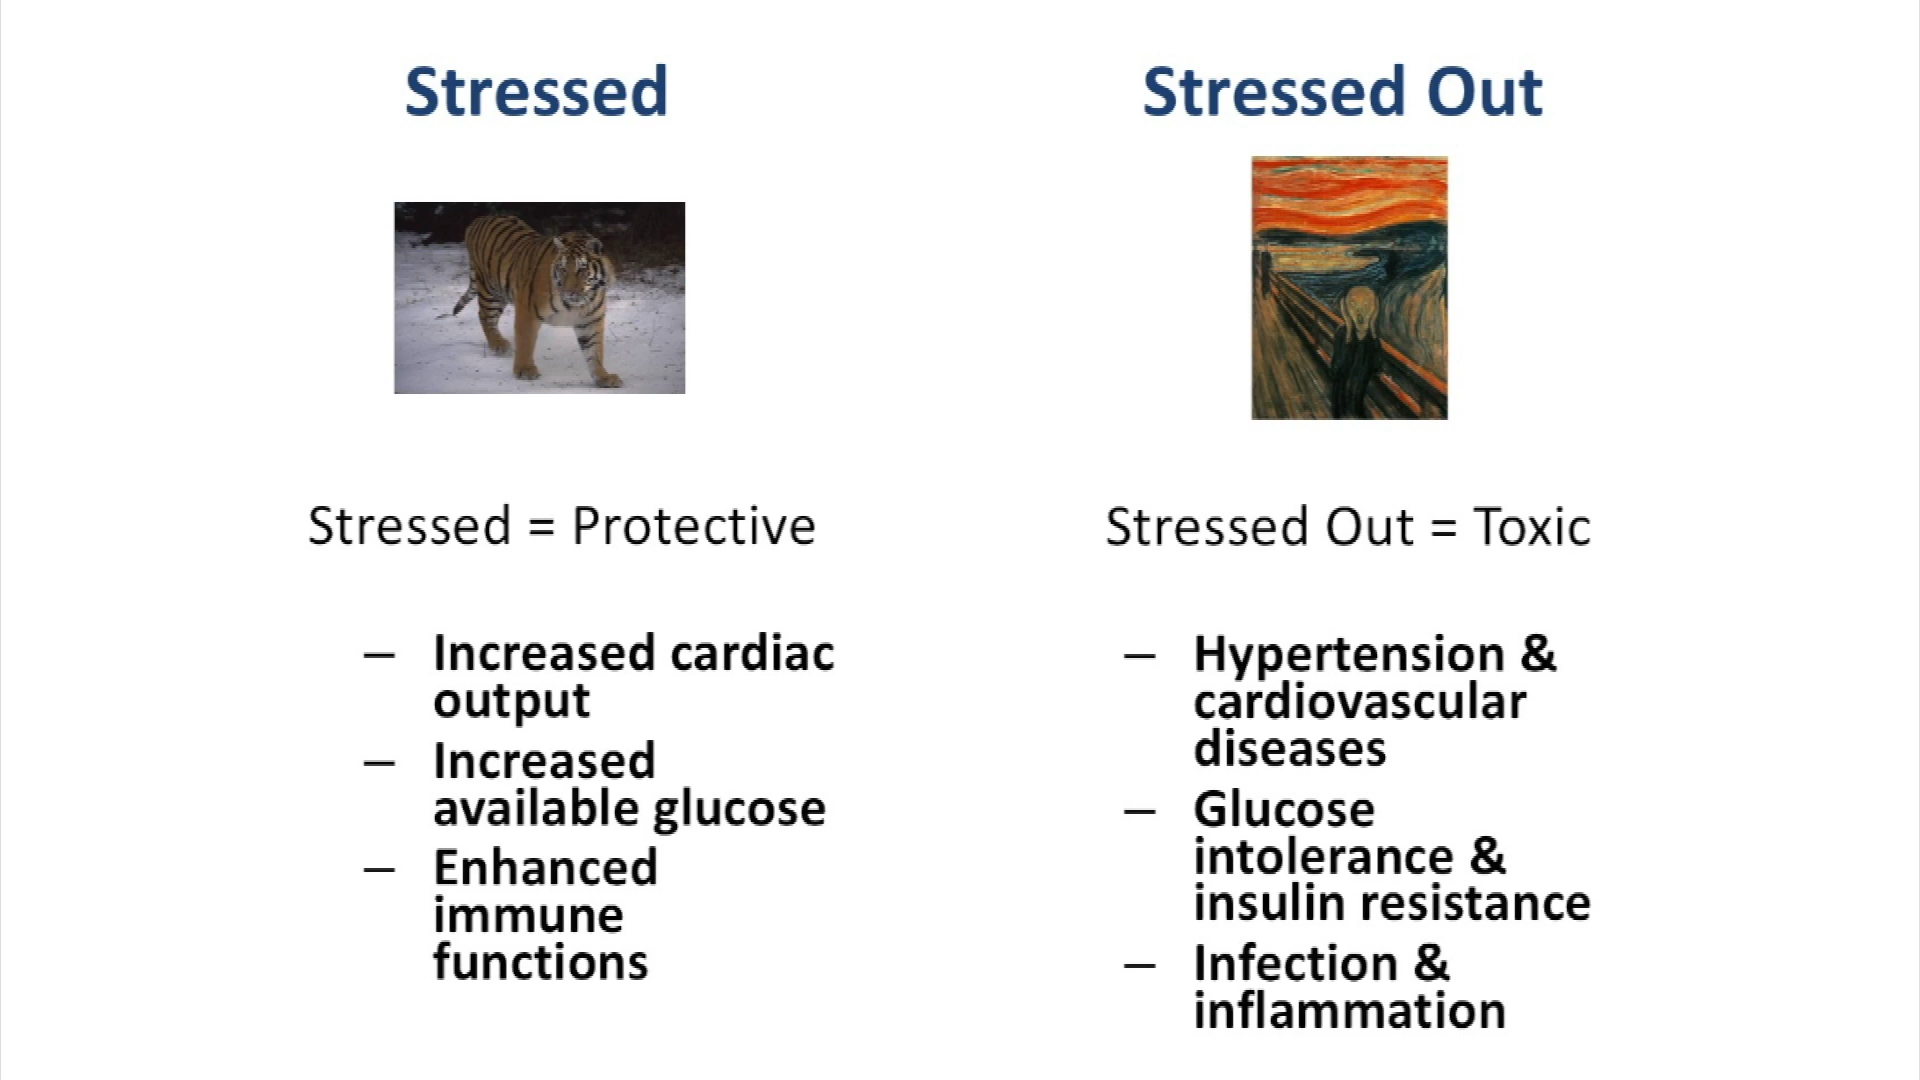 Stressed
Stressed = Protective
– Increased cardiac
output
– Increased
available glucose
– Enhanced
immune
functions
Stressed Out
Stressed Out = Toxic
– Hypertension &
cardiovascular
diseases
– Glucose
intolerance &
insulin resistance
– Infection &
inflammation